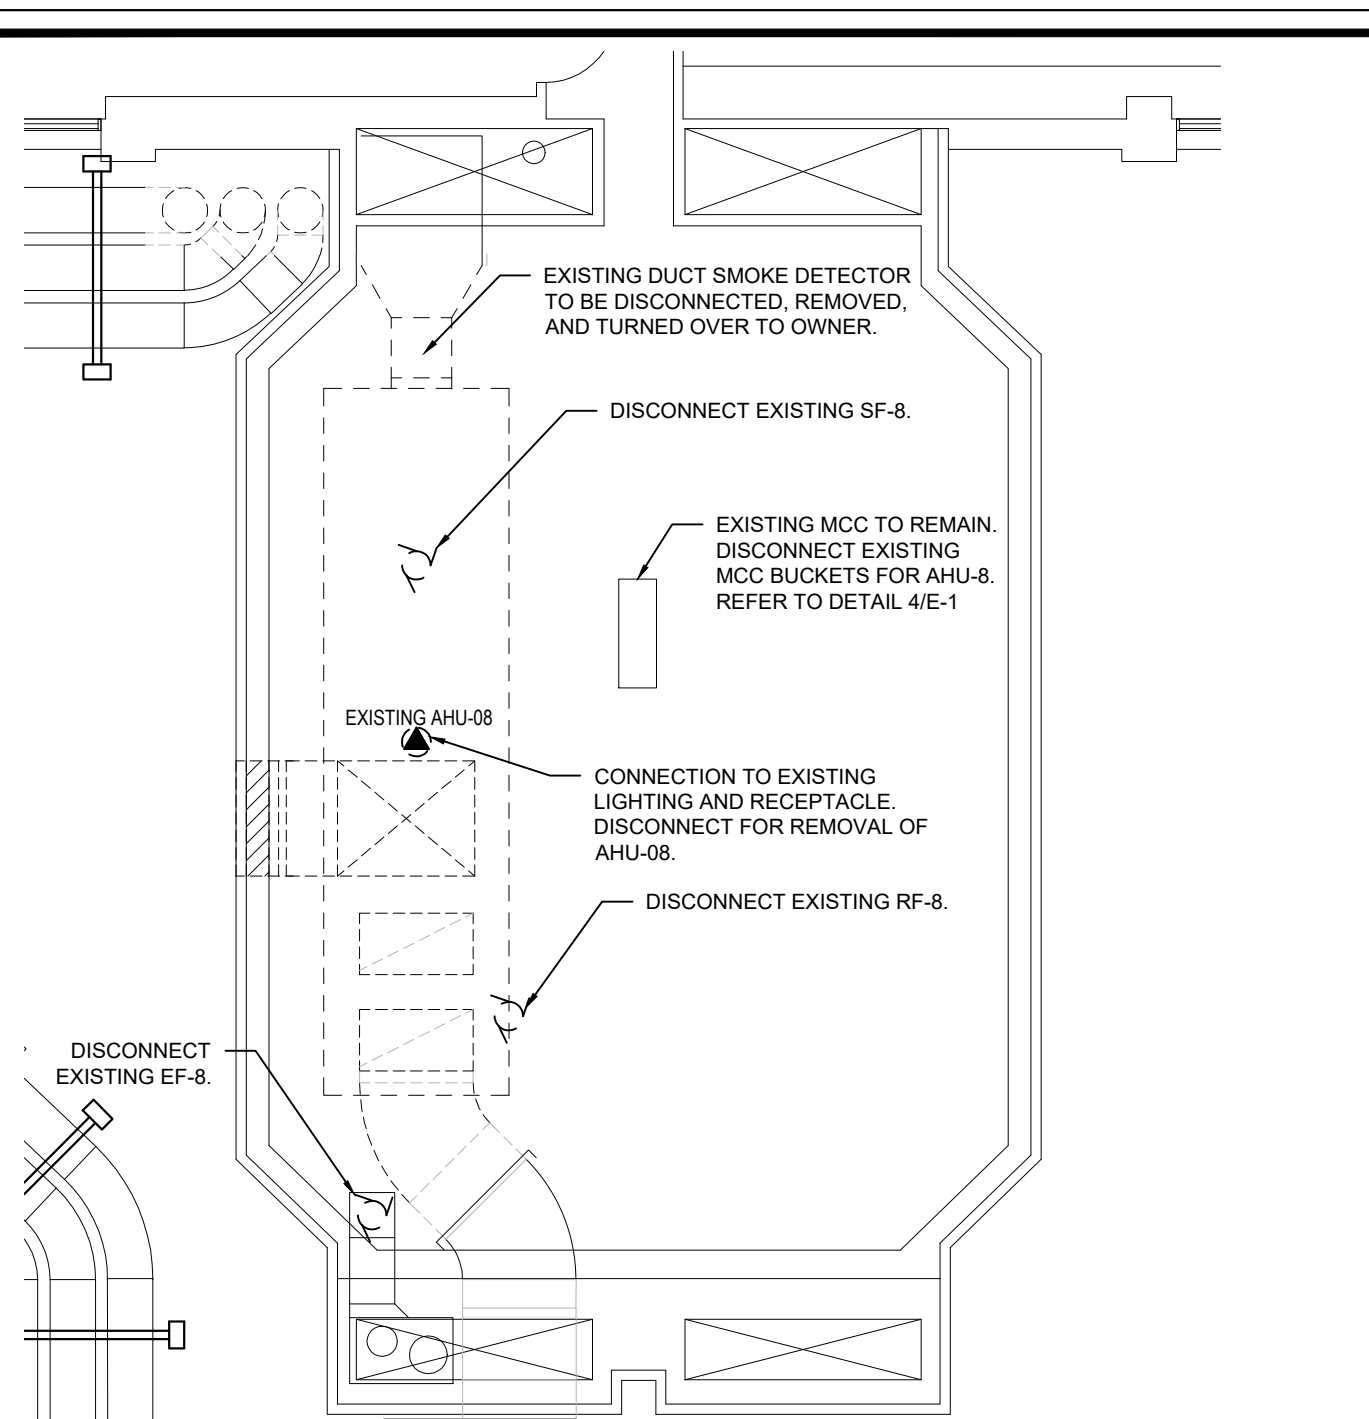 EXISTING DUCT SMOKE DETECTOR
TO BE DISCONNECTED, REMOVED,
AND TURNED OVER TO OWNER.
DISCONNECT EXISTING SF-8.
EXISTING MCC TO REMAIN.
DISCONNECT EXISTING
MCC BUCKETS FOR AHU-8.
REFER TO DETAIL 4/E-1
EXISTING AHU-08
CONNECTION TO EXISTING
LIGHTING AND RECEPTACLE.
DISCONNECT FOR REMOVAL OF
AHU-08.
DISCONNECT EXISTING RF-8.
DISCONNECT
EXISTING EF-8.